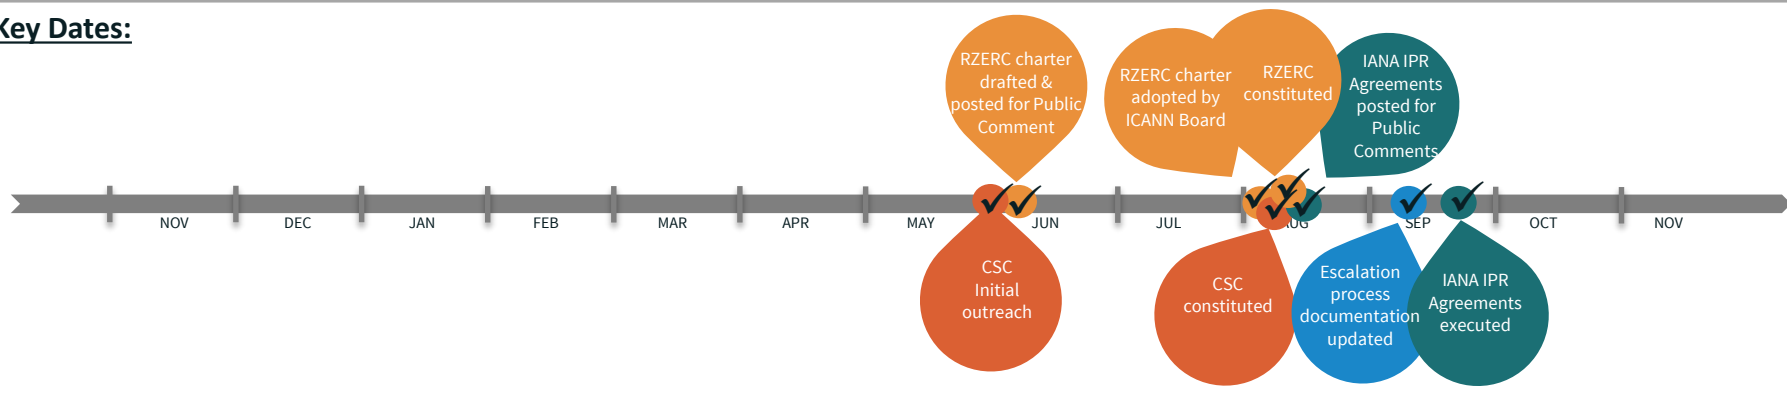 Key Dates:
RZERC charter
drafted &
posted for Public
Comment
RZERC charter
adopted by
ICANN Board
RZERC
constituted
IANA IPR
Agreements
posted for
Public
Comments
NOV
DEC
JAN
FEB
MAR
APR
MAY
JUN
JUL
AUG
SEP
OCT
NOV
CSC
Initial
outreach
CSC
constituted
Escalation
process
documentation
updated
IANA IPR
Agreements
executed